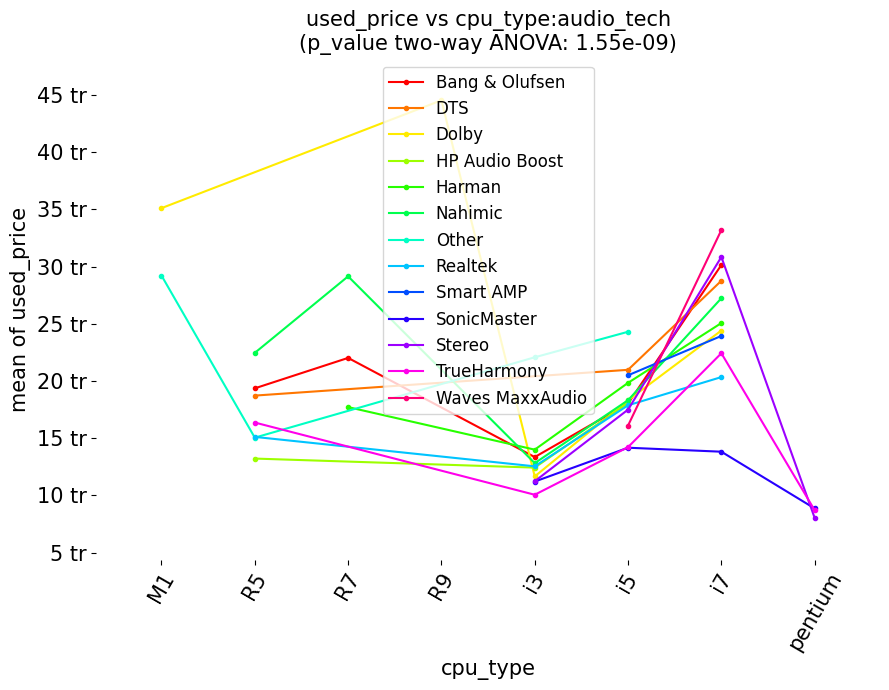 used_price vs cpu_type:audio_tech
(p_value two-way ANOVA: 1.55e-09)
Bang & Olufsen
DTS
Dolby
HP Audio Boost
Harman
Nahimic
Other
Realtek
Smart AMP
SonicMaster
Stereo
TrueHarmony
Waves MaxxAudio
45 tr
40 tr
35 tr
30 tr
25 tr
20 tr
15 tr
10 tr
5 tr
mean of used_price
M1
R5
R7
R9
i3
i5
i7
pentium
cpu_type